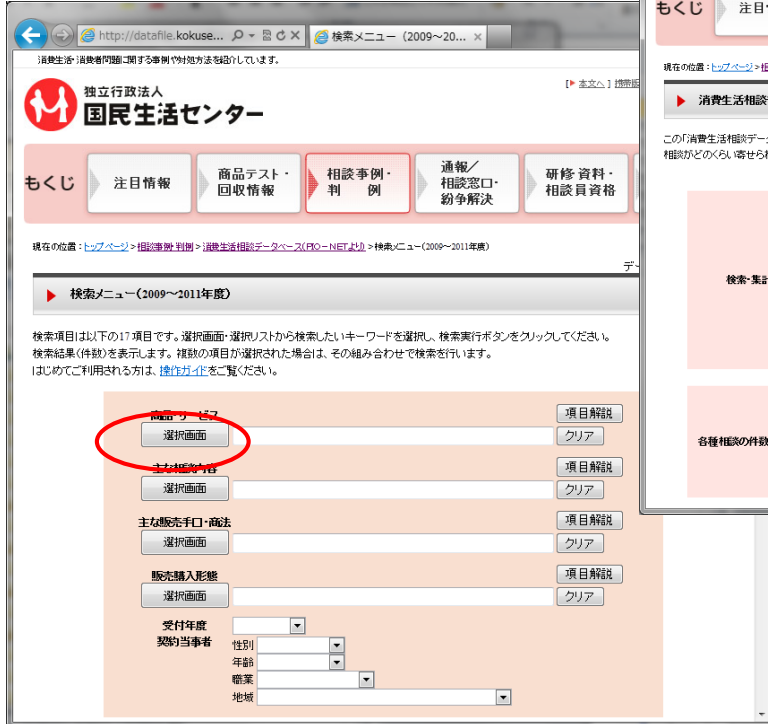 http://datafile.kokuse...
検索メニュー (2009～20...
消費生活・消費者問題に関する事例や対処方法を紹介しています。
独立行政法人
国民生活センター
[▶ 本文へ] 携帯版
もくじ
注目情報
商品テスト・
回収情報
相談事例・
判 例
通報／
相談窓口・
紛争解決
研修・資料・
相談員資格
現在の位置：トップページ＞相談事例・判例＞消費生活相談データベース(PIO－NETより)＞検索メニュー(2009～2011年度)
デー
検索メニュー(2009～2011年度)
検索項目は以下の17項目です。選択画面・選択リストから検索したいキーワードを選択し、検索実行ボタンをクリックしてください。
検索結果(件数)を表示します。複数の項目が選択された場合は、その組み合わせで検索を行います。
はじめてご利用される方は、操作ガイドをご覧ください。
商品・サービス
項目解説
選択画面
クリア
主な相談内容
項目解説
選択画面
クリア
主な販売手口・商法
項目解説
選択画面
クリア
販売購入形態
項目解説
選択画面
クリア
受付年度
契約当事者
性別
年齢
職業
地域
もくじ
注目
現在の位置：トップページ＞相
消費生活相談
この「消費生活相談デー
相談がどのくらい寄せられ
検索・集計
各種相談の件数